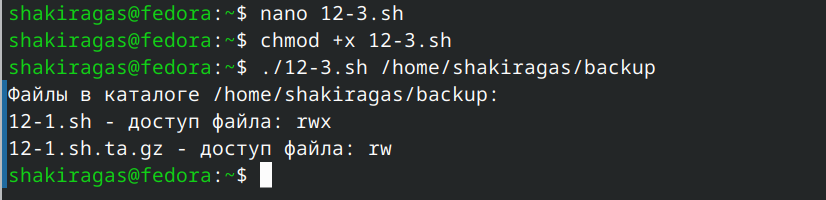 shakiragas@fedora:~$ nano 12-3.sh
shakiragas@fedora:~$ chmod +x 12-3.sh
shakiragas@fedora:~$ ./12-3.sh /home/shakiragas/backup
Файлы в каталоге /home/shakiragas/backup:
12-1.sh - доступ файла: rwx
12-1.sh.ta.gz - доступ файла: rw
shakiragas@fedora:~$